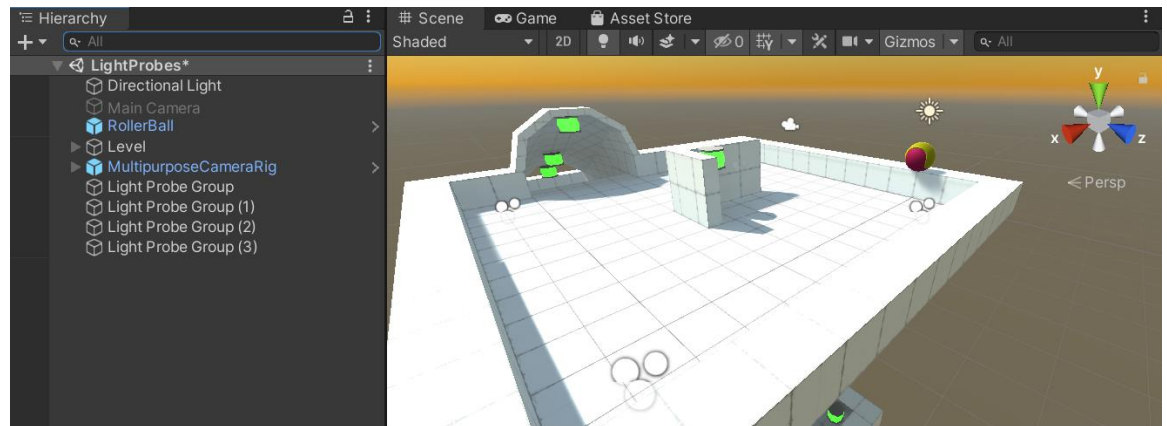 Hierarchy
All
LightProbes*
Directional Light
Main Camera
RollerBall
Level
MultipurposeCameraRig
Light Probe Group
Light Probe Group (1)
Light Probe Group (2)
Light Probe Group (3)
Scene Game Asset Store
Shaded 2D 0 Gizmos All
y
x z
Persp